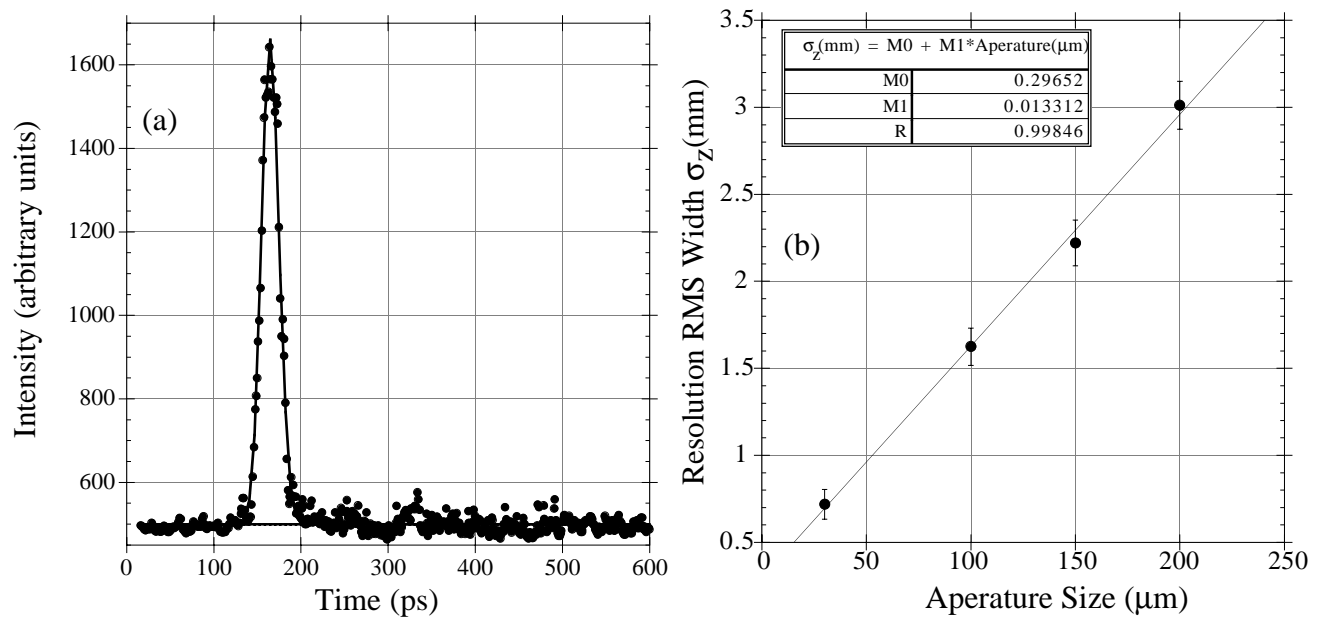 Intensity (arbitrary units)
1600
1400
1200
1000
800
600
(a)
0 100 200 300 400 500 600
Time (ps)
Resolution RMS Width σz(mm)
3.5
3
2.5
2
1.5
1
0.5
σz(mm) = M0 + M1*Aperature(μm)
M0 0.29652
M1 0.013312
R 0.99846
(b)
0 50 100 150 200 250
Aperature Size (μm)